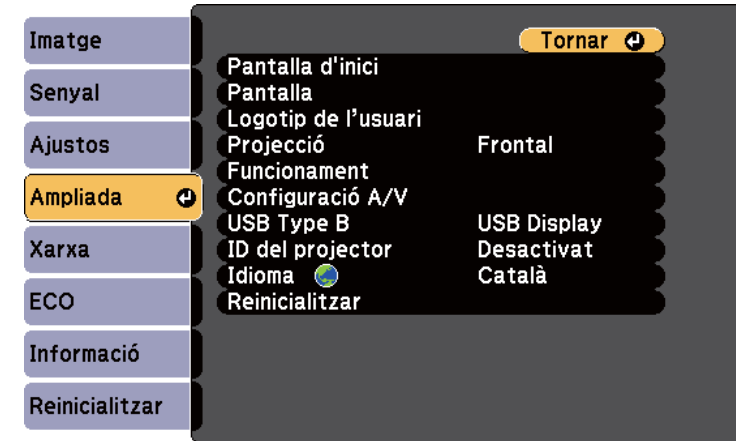 Imatge
Senyal
Ajustos
Ampliada
Xarxa
ECO
Informació
Reinicialitzar
Tornar
Pantalla d'inici
Pantalla
Logotip de l’usuari
Projecció Frontal
Funcionament
Configuració A/V
USB Type B USB Display
ID del projector Desactivat
Idioma Català
Reinicialitzar